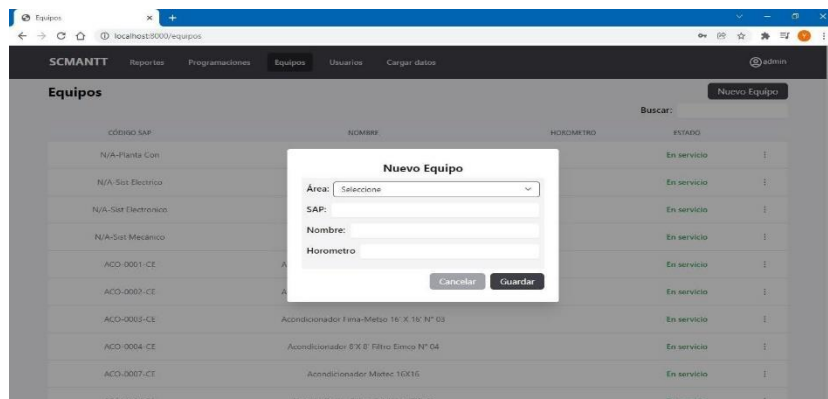 Equipos
localhost:8000/equipos
SCMANTT Reportes Programaciones Equipos Usuarios Cargar datos admin
Equipos Nuevo Equipo
Buscar:
CÓDIGO SAP NOMBRE HOROMETRO ESTADO
N/A-Planta Con En servicio
N/A-Sist Electrico En servicio
N/A-Sist Electronico En servicio
N/A-Sist Mecanico En servicio
ACO-0001-CE A En servicio
ACO-0002-CE A En servicio
ACO-0003-CE Acondicionador Fima-Metso 16' X 16' N° 03 En servicio
ACO-0004-CE Acondicionador 8'X 8' Filtro Eimco N° 04 En servicio
ACO-0007-CE Acondicionador Martec 16X16 En servicio
Nuevo Equipo
Área: Seleccione
SAP:
Nombre:
Horometro
Cancelar Guardar